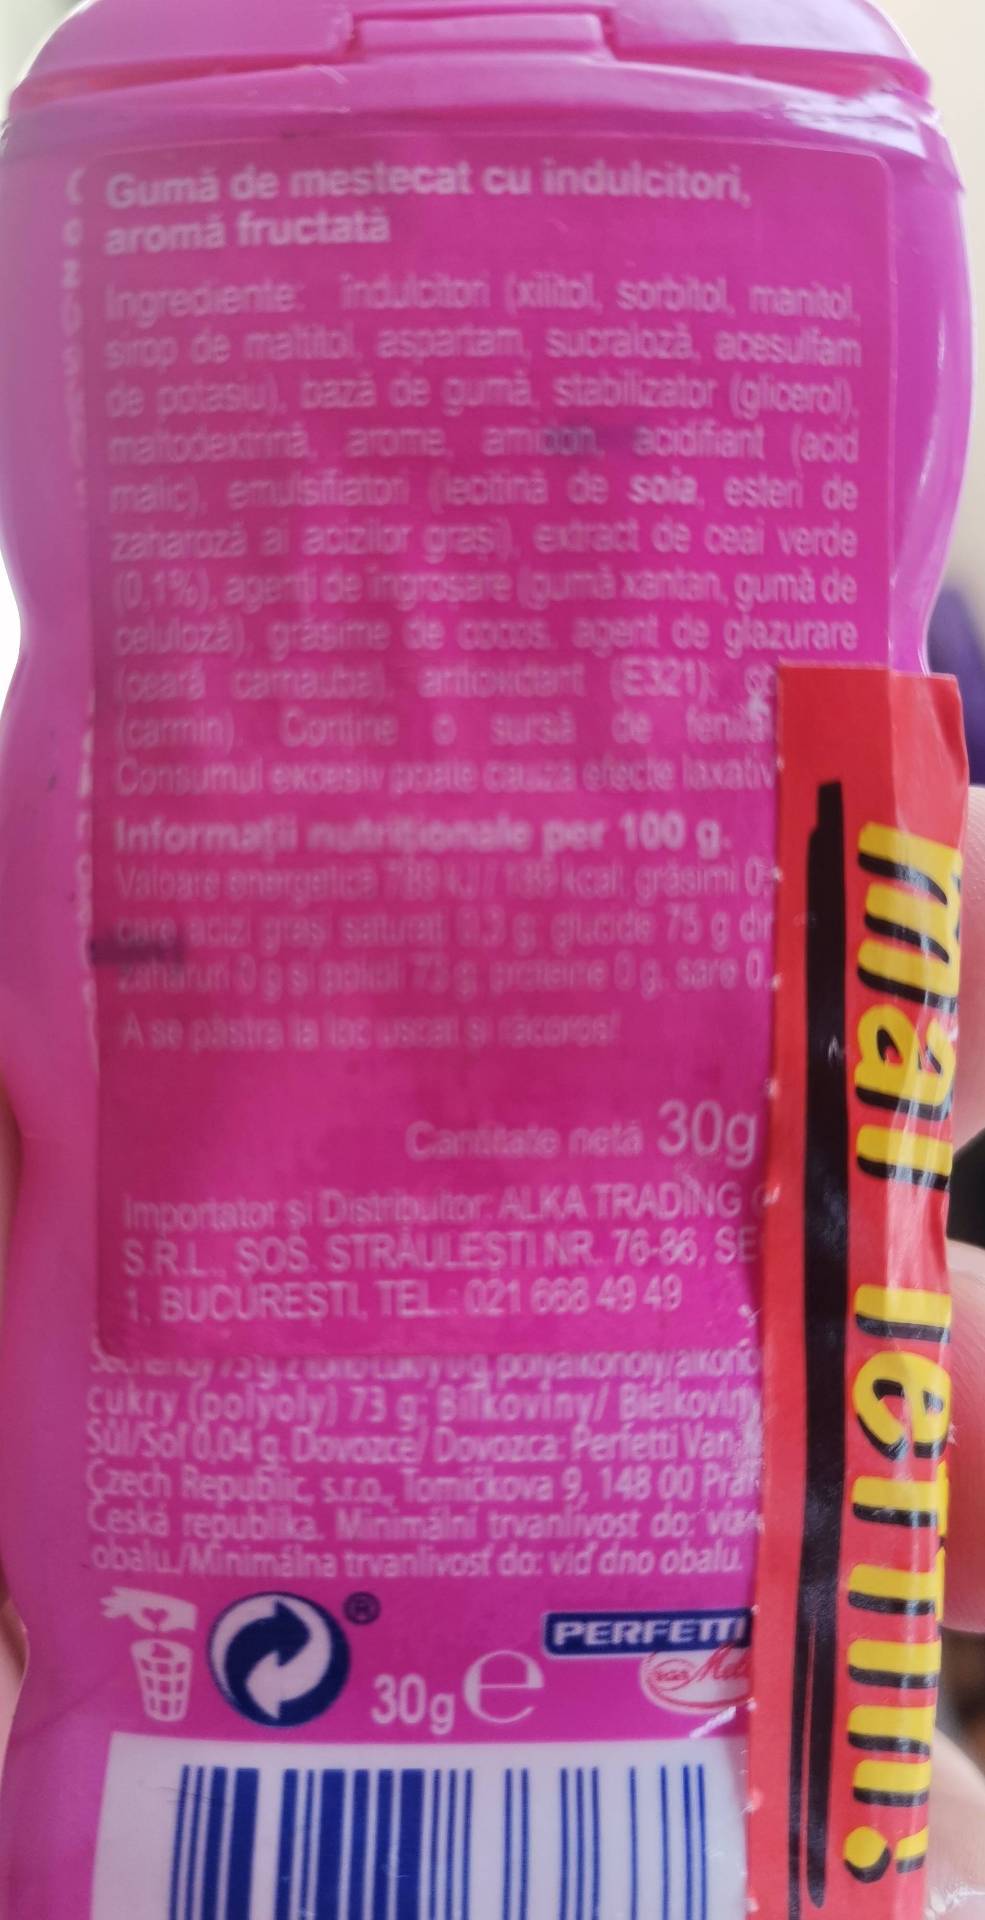 Gumă de mestecat cu îndulcitori,
aromă fructată
Ingrediente: îndulcitori (xilitol, sorbitol, manitol,
sirop de maltitol, aspartam, sucraloză, acesulfam
de potasiu), bază de gumă, stabilizator (glicerol),
maltodextrină, arome, amidon, acidifiant (acid
malic), emulsifiatori (lecitină de soia, esteri de
zaharoză ai acizilor grași), extract de ceai verde
(0,1%), agenți de îngroșare (gumă xantan, gumă de
celuloză), grăsime de cocos, agent de glazurare
(ceară carnauba), antioxidant (E321),
(carmin). Conține o sursă de
Consumul excesiv poate cauza efecte
Informații nutriționale per 100 g.
Valoare energetică 789 kJ/ 189 kcal, grăsimi
care acizi grași saturați 0,3 g, glucide 75 g din
zaharuri 0 g și polioli 73 g, proteine 0 g, sare
A se păstra la loc uscat și răcoros!
Cantitate netă 30g
Importator și Distribuitor: ALKA TRADING
S.R.L., ȘOS. STRĂULEȘTI NR. 76-86,
1, BUCUREȘTI, TEL.: 021 668 49 49
cukry (polyoly) 73 g Bílkoviny/
Sůl/Soľ 0,04 g. Dovozce/ Dovozca: Perfetti Van
Czech Republic, s.r.o., Tomíčkova 9, 148 00
Česká republika. Minimální trvanlivost do: viz
obalu./Minimálna trvanlivosť do: viď dno obalu.
®
PERFETTI
van Melle
30g e
mai ieftin!